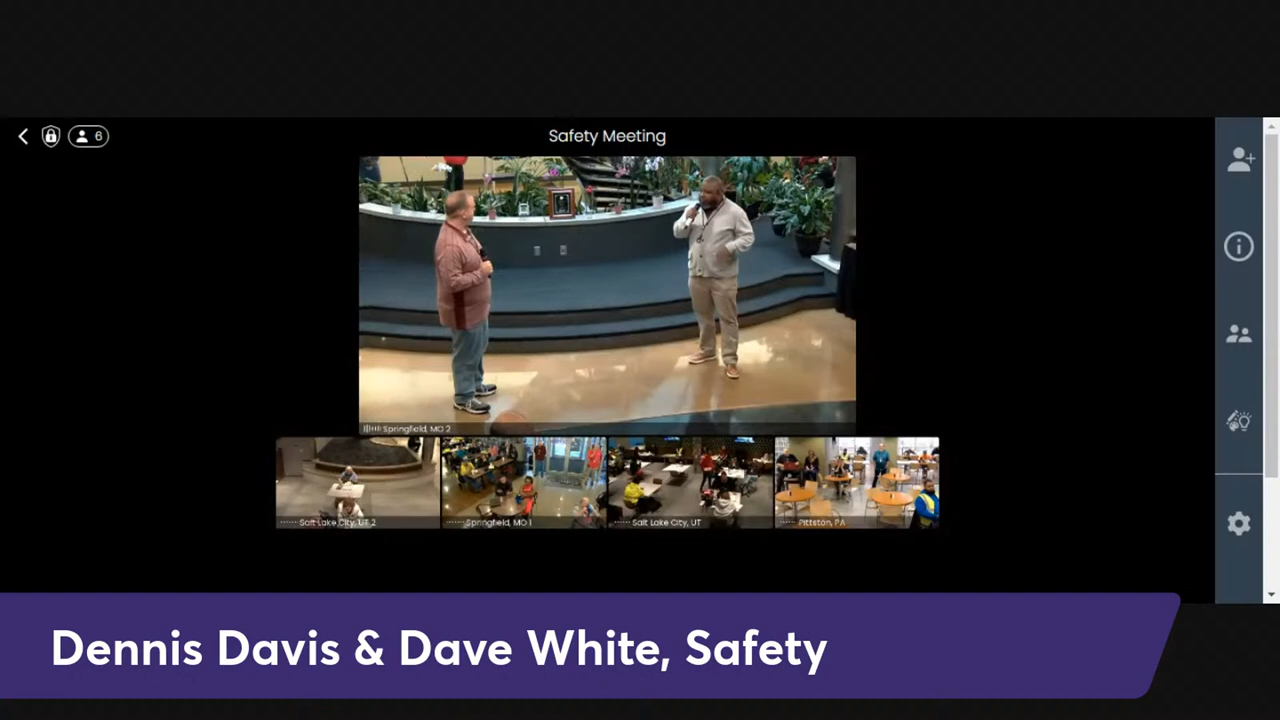 6
Safety Meeting
Springfield, MO 2
Salt Lake City, UT 2
Springfield, MO 1
Salt Lake City, UT
Pittston, PA
Dennis Davis & Dave White, Safety